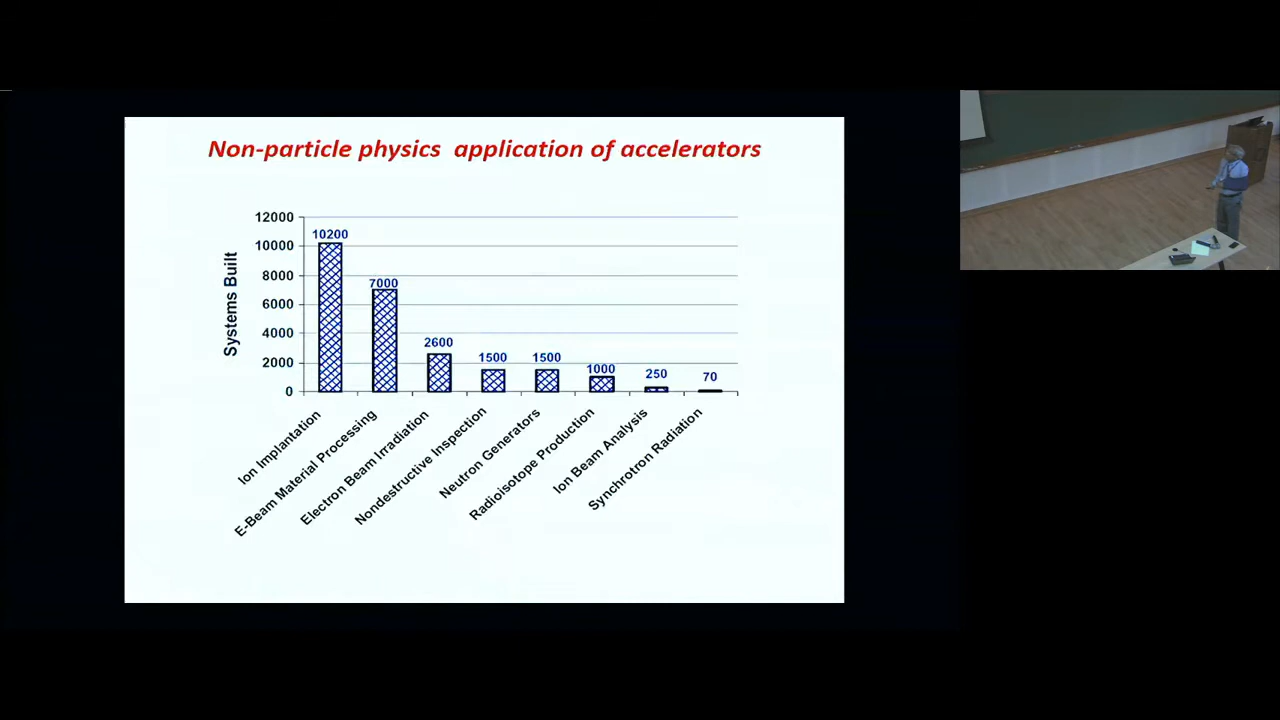 Non-particle physics application of accelerators
Systems Built
12000
10000
8000
6000
4000
2000
0
10200
7000
2600
1500
1500
1000
250
70
Ion Implantation
E-Beam Material Processing
Electron Beam Irradiation
Nondestructive Inspection
Neutron Generators
Radioisotope Production
Ion Beam Analysis
Synchrotron Radiation